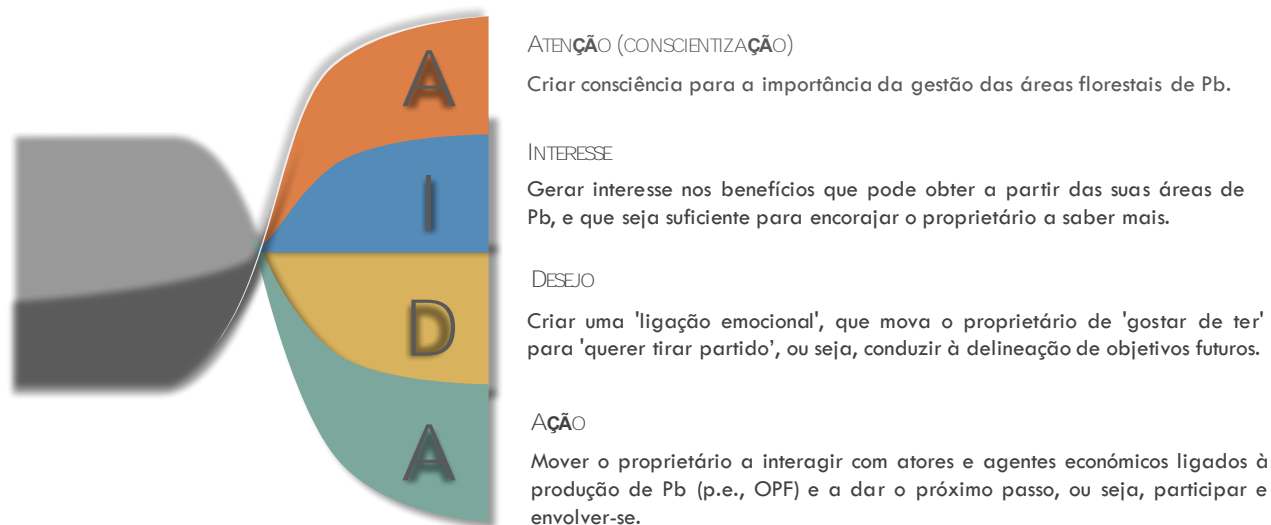 A
ATENÇÃO (CONSCIENTIZAÇÃO)
Criar consciência para a importância da gestão das áreas florestais de Pb.
I
INTERESSE
Gerar interesse nos benefícios que pode obter a partir das suas áreas de
Pb, e que seja suficiente para encorajar o proprietário a saber mais.
D
DESEJO
Criar uma 'ligação emocional', que mova o proprietário de 'gostar de ter'
para 'querer tirar partido’, ou seja, conduzir à delineação de objetivos futuros.
A
AÇÃO
Mover o proprietário a interagir com atores e agentes económicos ligados à
produção de Pb (p.e., OPF) e a dar o próximo passo, ou seja, participar e
envolver-se.